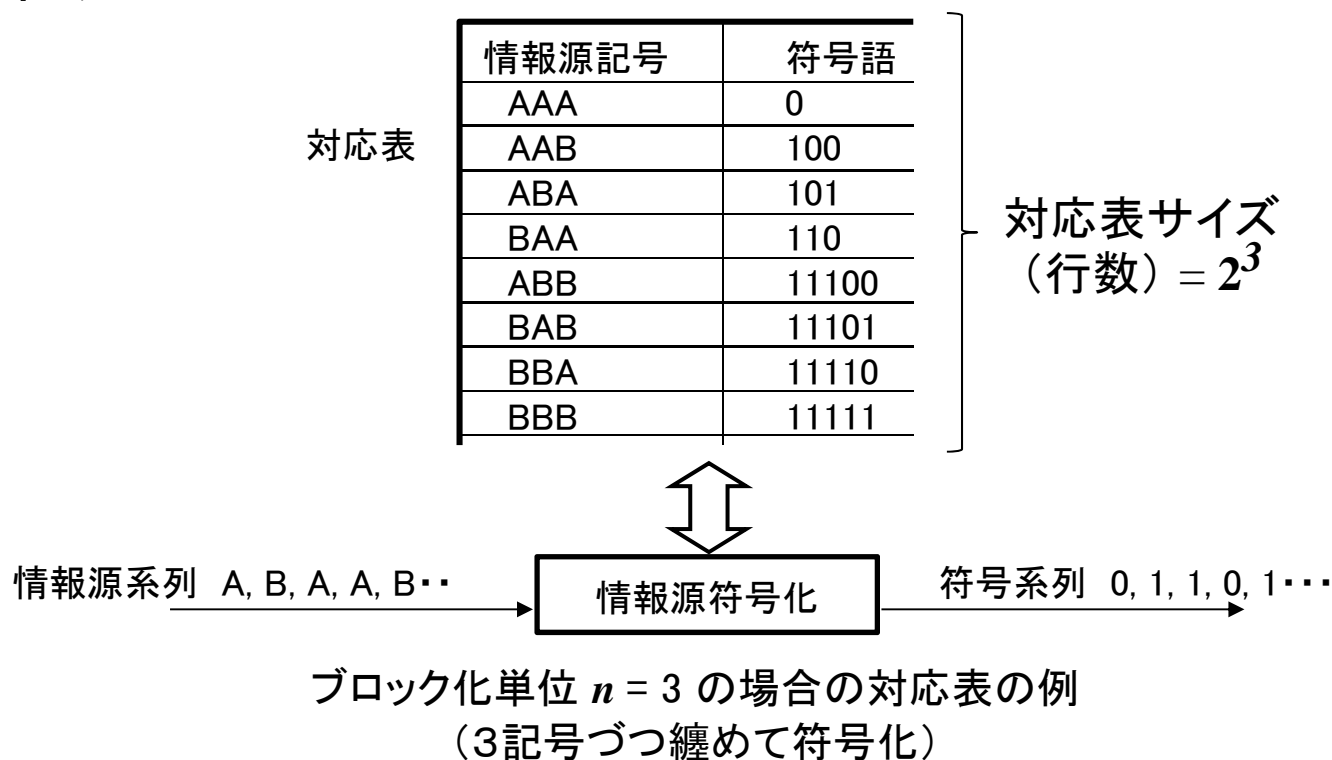 情報源記号 符号語
AAA 0
対応表
AAB 100
ABA 101
BAA 110
ABB 11100
BAB 11101
BBA 11110
BBB 11111
対応表サイズ
（行数）= 2^3
情報源系列 A, B, A, A, B・・
情報源符号化
符号系列 0, 1, 1, 0, 1・・・
ブロック化単位 n = 3 の場合の対応表の例
（３記号づつ纏めて符号化）